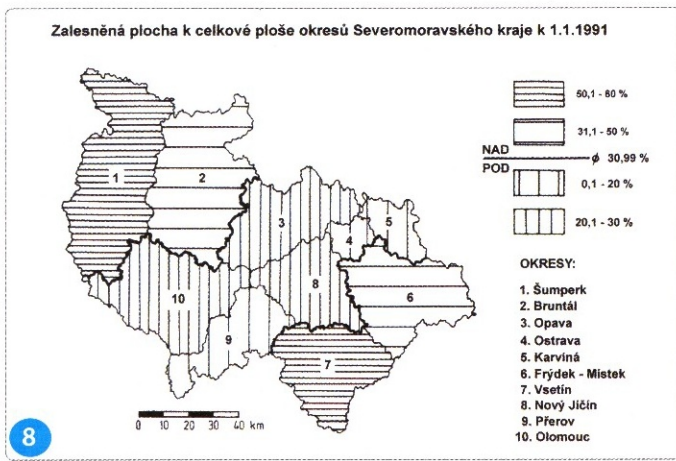 Zalesněná plocha k celkové ploše okresů Severomoravského kraje k 1.1.1991
50,1 - 60 %
31,1 - 50 %
NAD
ø 30,99 %
POD
0,1 - 20 %
20,1 - 30 %
1
2
3
4
5
6
7
8
9
10
OKRESY:
1. Šumperk
2. Bruntál
3. Opava
4. Ostrava
5. Karviná
6. Frýdek - Místek
7. Vsetín
8. Nový Jičín
9. Přerov
10. Olomouc
0 10 20 30 40 km
8